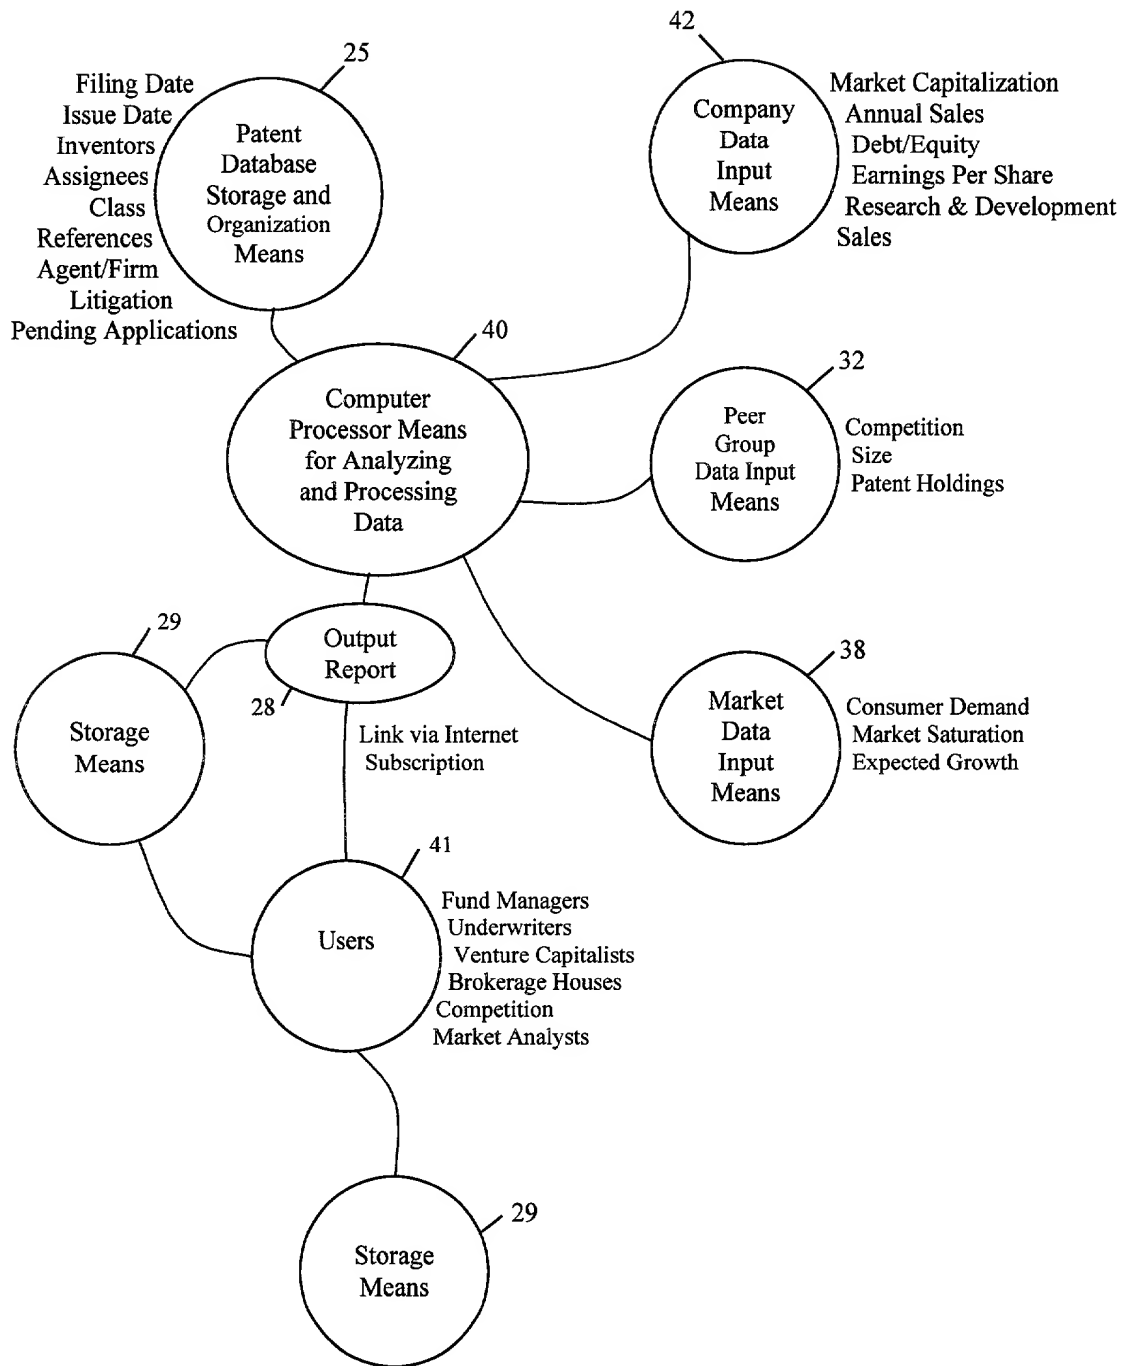 25
Filing Date
Issue Date
Inventors
Assignees
Class
References
Agent/Firm
Litigation
Pending Applications
Patent
Database
Storage and
Organization
Means
42
Company
Data
Input
Means
Market Capitalization
Annual Sales
Debt/Equity
Earnings Per Share
Research & Development
Sales
40
Computer
Processor Means
for Analyzing
and Processing
Data
32
Peer
Group
Data Input
Means
Competition
Size
Patent Holdings
29
Storage
Means
Output
Report
28
Link via Internet
Subscription
38
Market
Data
Input
Means
Consumer Demand
Market Saturation
Expected Growth
41
Users
Fund Managers
Underwriters
Venture Capitalists
Brokerage Houses
Competition
Market Analysts
29
Storage
Means